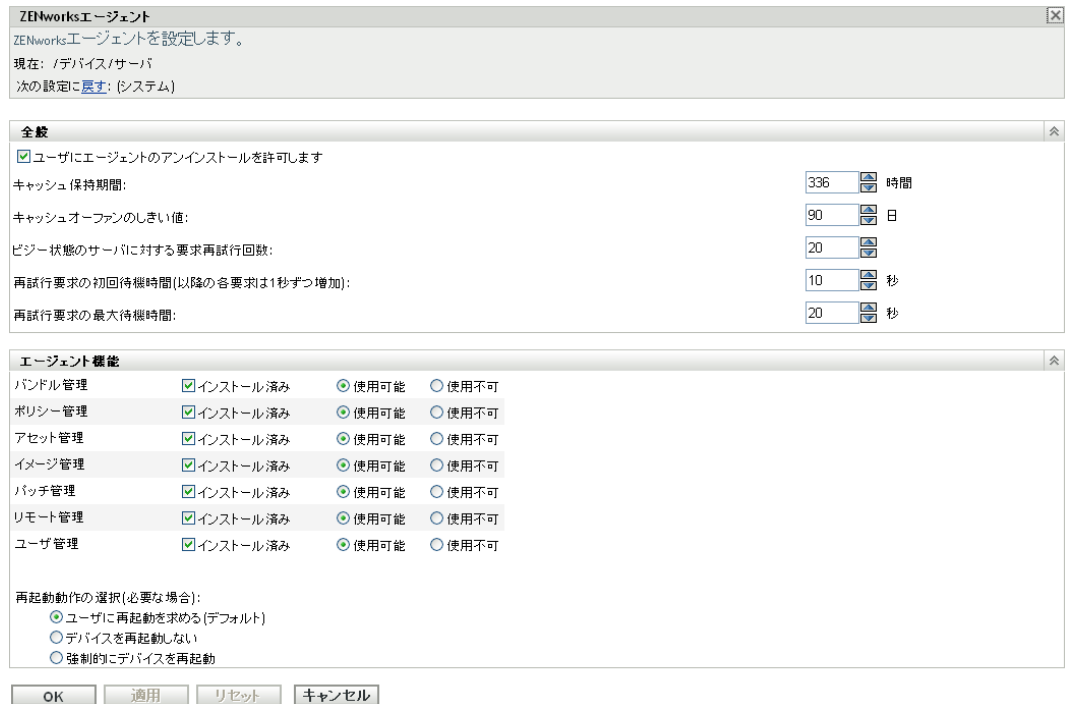 ZENworksエージェント
ZENworksエージェントを設定します。
現在: /デバイス/サーバ
次の設定に戻す: (システム)
全般
ユーザにエージェントのアンインストールを許可します
キャッシュ保持期間: 336 時間
キャッシュオーファンのしきい値: 90 日
ビジー状態のサーバに対する要求再試行回数: 20
再試行要求の初回待機時間(以降の各要求は1秒ずつ増加): 10 秒
再試行要求の最大待機時間: 20 秒
エージェント機能
バンドル管理 インストール済み 使用可能 使用不可
ポリシー管理 インストール済み 使用可能 使用不可
アセット管理 インストール済み 使用可能 使用不可
イメージ管理 インストール済み 使用可能 使用不可
パッチ管理 インストール済み 使用可能 使用不可
リモート管理 インストール済み 使用可能 使用不可
ユーザ管理 インストール済み 使用可能 使用不可
再起動動作の選択(必要な場合):
ユーザに再起動を求める(デフォルト)
デバイスを再起動しない
強制的にデバイスを再起動
OK 適用 リセット キャンセル